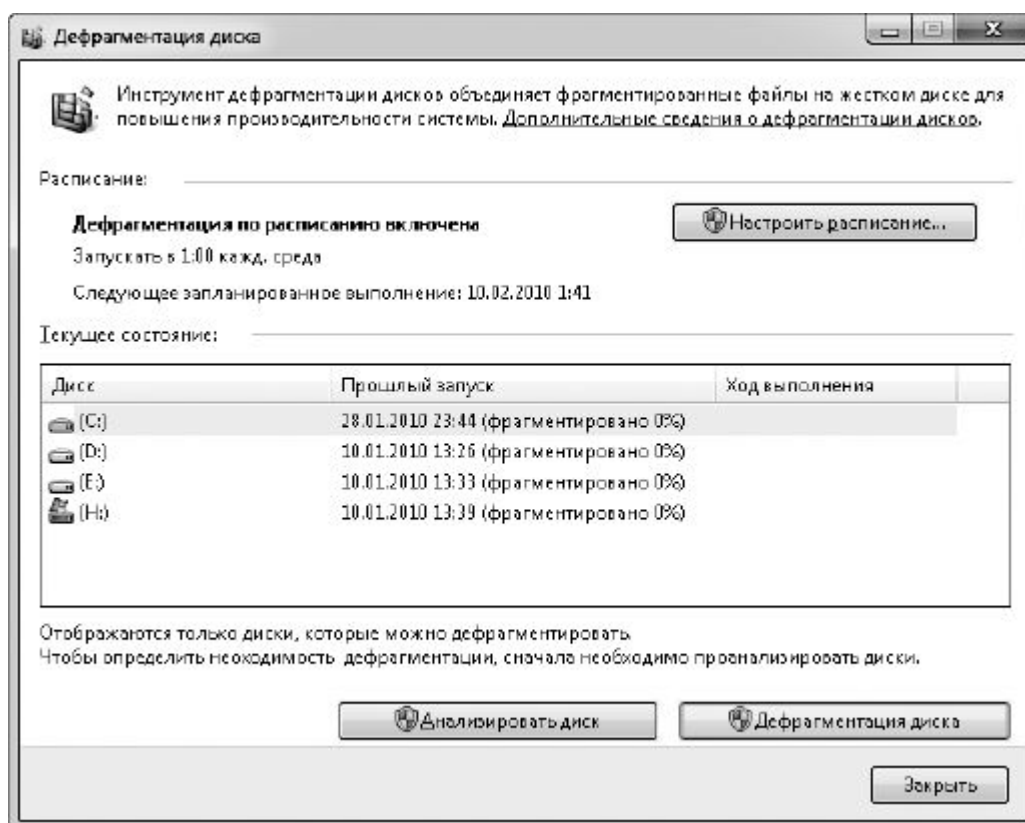 Дефрагментация диска
Инструмент дефрагментации дисков объединяет фрагментированные файлы на жестком диске для
повышения производительности системы. Дополнительные сведения о дефрагментации дисков.
Расписание:
Дефрагментация по расписанию включена
Настроить расписание...
Запускать в 1:00 кажд. среда
Следующее запланированное выполнение: 10.02.2010 1:41
Текущее состояние:
Диск Прошлый запуск Ход выполнения
(C:) 28.01.2010 23:44 (фрагментировано 0%)
(D:) 10.01.2010 13:26 (фрагментировано 0%)
(E:) 10.01.2010 13:33 (фрагментировано 0%)
(H:) 10.01.2010 13:39 (фрагментировано 0%)
Отображаются только диски, которые можно дефрагментировать.
Чтобы определить неоходимость дефрагментации, сначала необходимо проанализировать диски.
Анализировать диск Дефрагментация диска
Закрыть